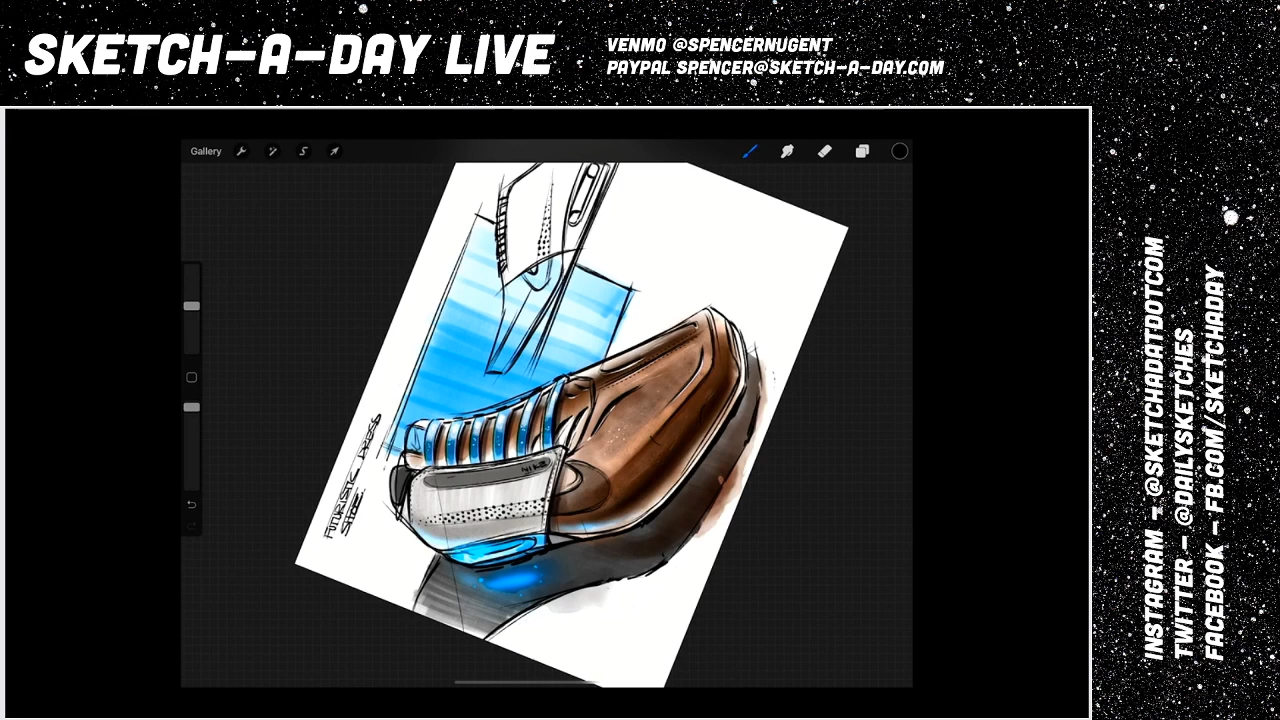 SKETCH-A-DAY LIVE
VENMO @SPENCERNUGENT
PAYPAL SPENCER@SKETCH-A-DAY.COM
Gallery
NIKE
FUTURISTIC DRESS
SHOE.
INSTAGRAM - @SKETCHADAYDOTCOM
TWITTER - @DAILYSKETCHES
FACEBOOK - FB.COM/SKETCHADAY